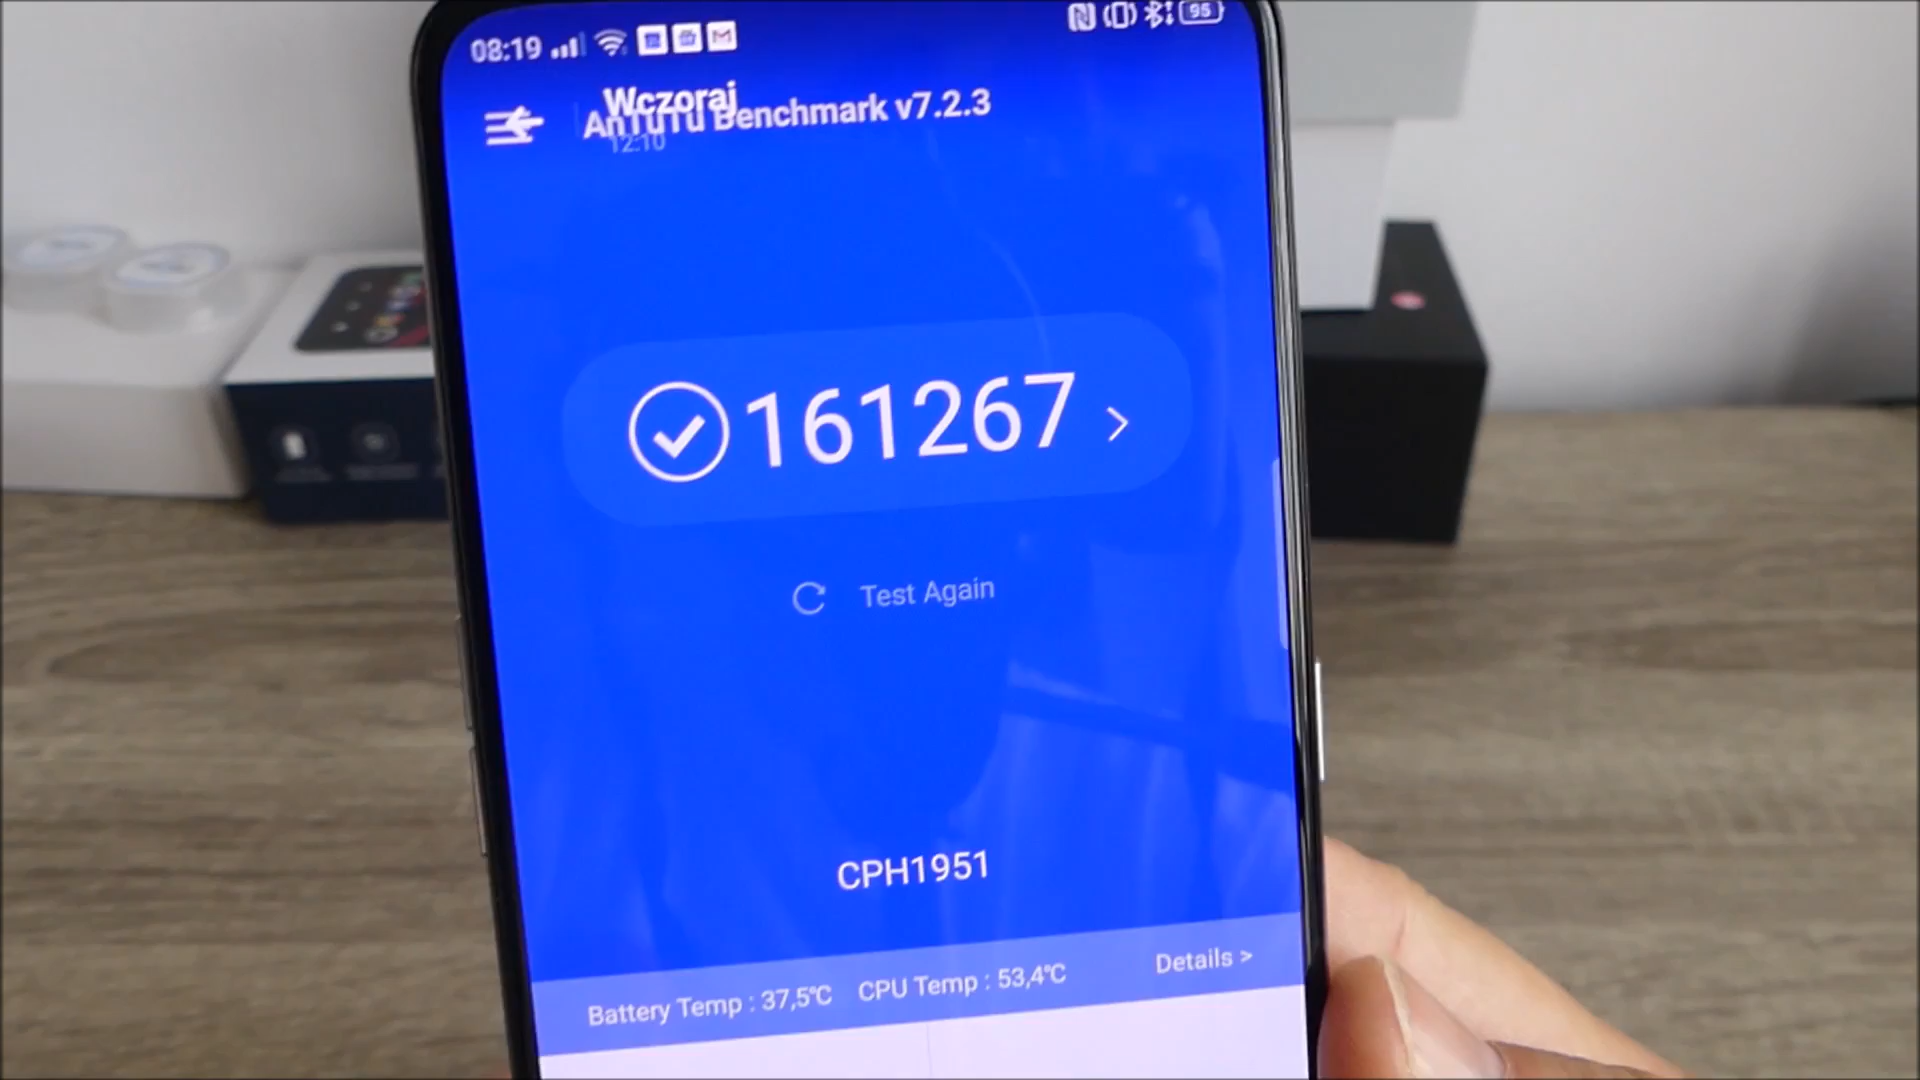 08:19
95
Wczoraj
AnTuTu Benchmark v7.2.3
12:10
161267 >
Test Again
CPH1951
Battery Temp : 37,5℃ CPU Temp : 53,4℃ Details >